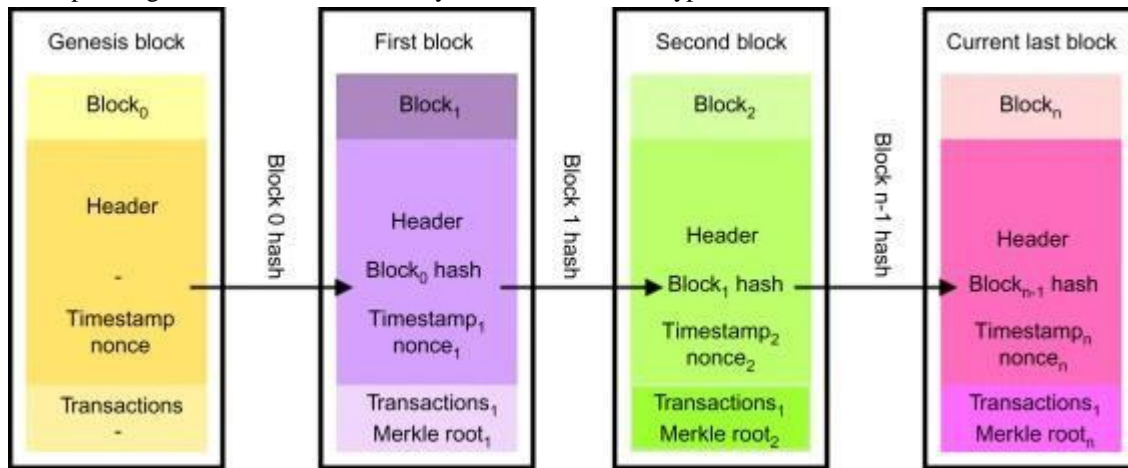 Genesis block
Block₀
Header
-
Timestamp
nonce
Transactions
-
Block 0 hash
First block
Block₁
Header
Block₀ hash
Timestamp₁
nonce₁
Transactions₁
Merkle root₁
Block 1 hash
Second block
Block₂
Header
Block₁ hash
Timestamp₂
nonce₂
Transactions₁
Merkle root₂
Block n-1 hash
Current last block
Blockₙ
Header
Blockₙ₋₁ hash
Timestampₙ
nonceₙ
Transactions₁
Merkle rootₙ